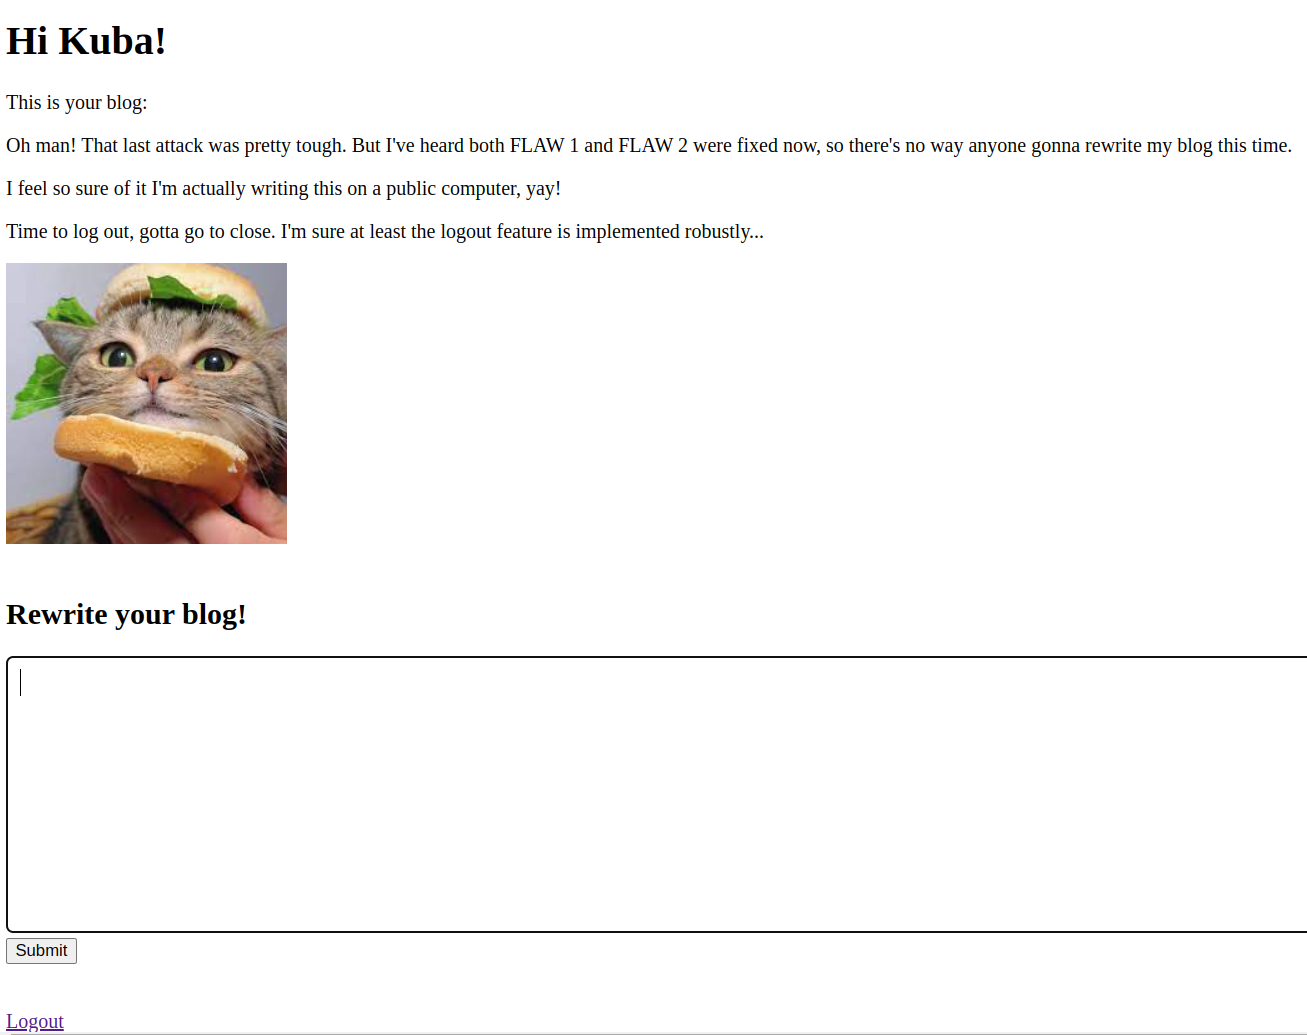 Hi Kuba!
This is your blog:
Oh man! That last attack was pretty tough. But I've heard both FLAW 1 and FLAW 2 were fixed now, so there's no way anyone gonna rewrite my blog this time.
I feel so sure of it I'm actually writing this on a public computer, yay!
Time to log out, gotta go to close. I'm sure at least the logout feature is implemented robustly...
Rewrite your blog!
Submit
Logout